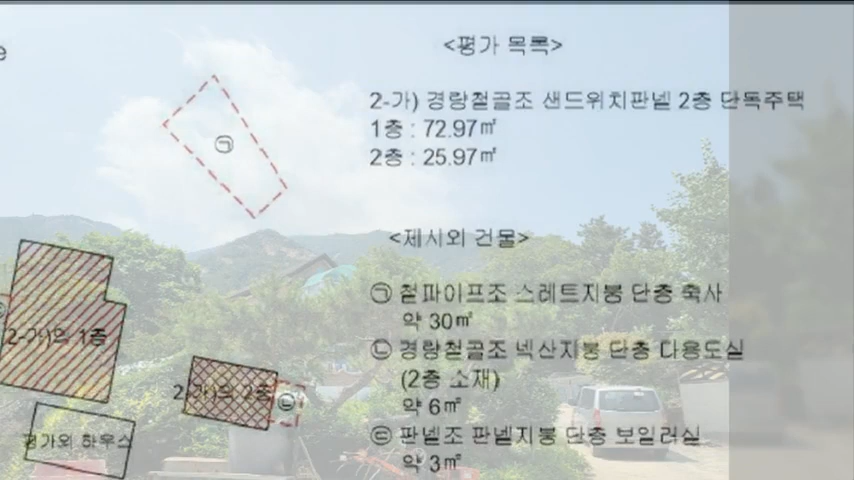 e
<평가 목록>
2-가) 경량철골조 샌드위치판넬 2층 단독주택
1층 : 72.97㎡
2층 : 25.97㎡
㉠
<제시외 건물>
㉠ 철파이프조 스레트지붕 단층 축사
약 30㎡
㉡ 경량철골조 넥산지붕 단층 다용도실
(2층 소재)
약 6㎡
㉢ 판넬조 판넬지붕 단층 보일러실
약 3㎡
2-가)의 1층
2-가)의 2층
㉡
평가외 하우스